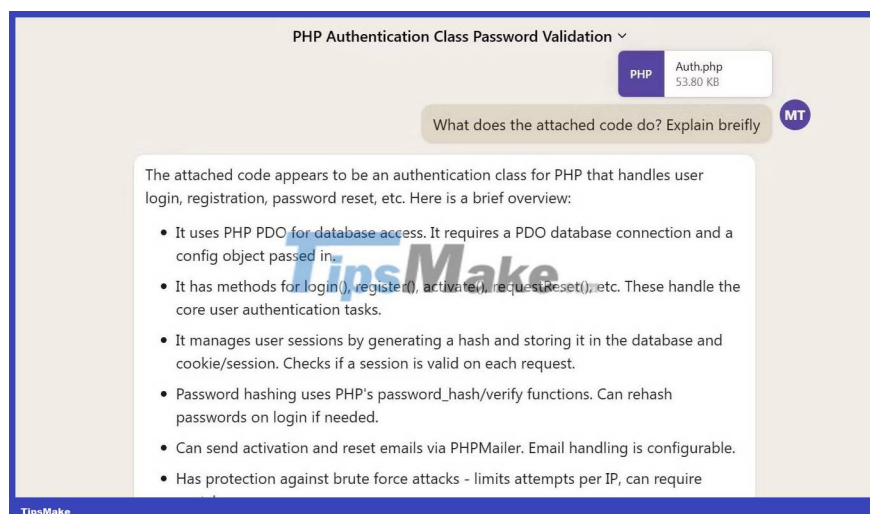 PHP Authentication Class Password Validation
PHP
Auth.php
53.80 KB
What does the attached code do? Explain breifly
MT
The attached code appears to be an authentication class for PHP that handles user
login, registration, password reset, etc. Here is a brief overview:
• It uses PHP PDO for database access. It requires a PDO database connection and a
config object passed in.
TipsMake
• It has methods for login(), register(), activate(), requestReset(), etc. These handle the
core user authentication tasks.
• It manages user sessions by generating a hash and storing it in the database and
cookie/session. Checks if a session is valid on each request.
• Password hashing uses PHP's password_hash/verify functions. Can rehash
passwords on login if needed.
• Can send activation and reset emails via PHPMailer. Email handling is configurable.
• Has protection against brute force attacks - limits attempts per IP, can require
TipsMake